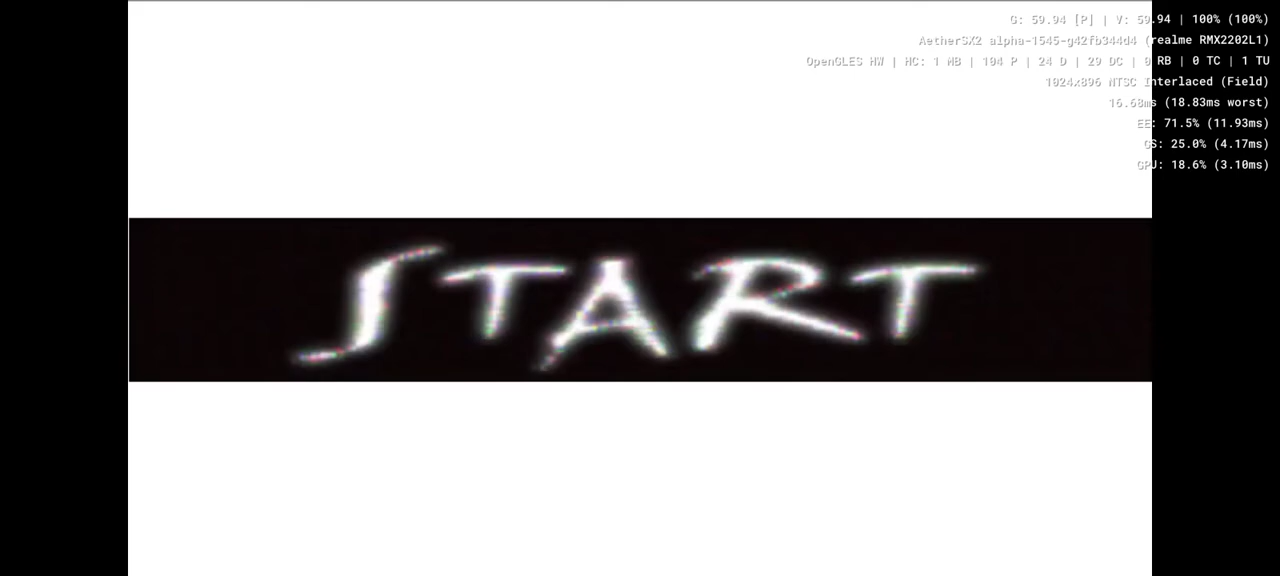 G: 59.94 [P] | V: 59.94 | 100% (100%)
AetherSX2 alpha-1545-g42fb344d4 (realme RMX2202L1)
OpenGLES HW | HC: 1 MB | 104 P | 24 D | 29 DC | 0 RB | 0 TC | 1 TU
1024x896 NTSC Interlaced (Field)
16.68ms (18.83ms worst)
EE: 71.5% (11.93ms)
GS: 25.0% (4.17ms)
GPU: 18.6% (3.10ms)
START